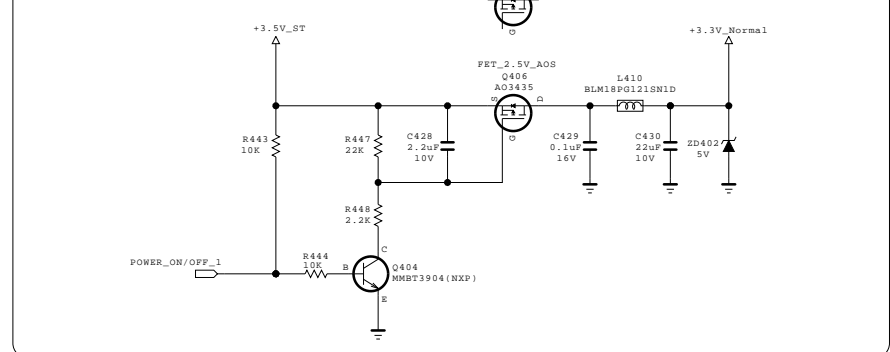 G
+3.5V_ST
+3.3V_Normal
FET_2.5V_AOS
Q406
AO3435
L410
BLM18PG121SN1D
S
D
G
R443
10K
R447
22K
C428
2.2uF
10V
C429
0.1uF
16V
C430
22uF
10V
ZD402
5V
R448
2.2K
POWER_ON/OFF_1
R444
10K
B
C
Q404
MMBT3904(NXP)
E